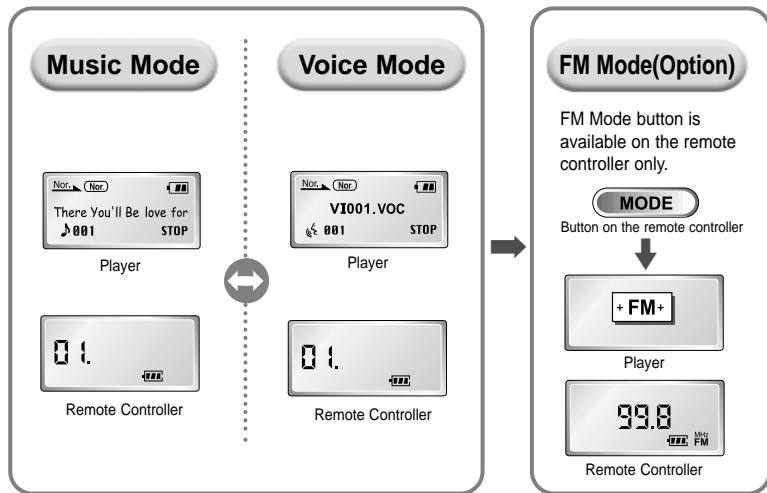 Music Mode
Nor. Nor.
There You'll Be love for
001 STOP
Player
01.
Remote Controller
Voice Mode
Nor. Nor.
VI001.VOC
001 STOP
Player
01.
Remote Controller
FM Mode(Option)
FM Mode button is
available on the remote
controller only.
MODE
Button on the remote controller
+ FM +
Player
99.8
MHz
FM
Remote Controller